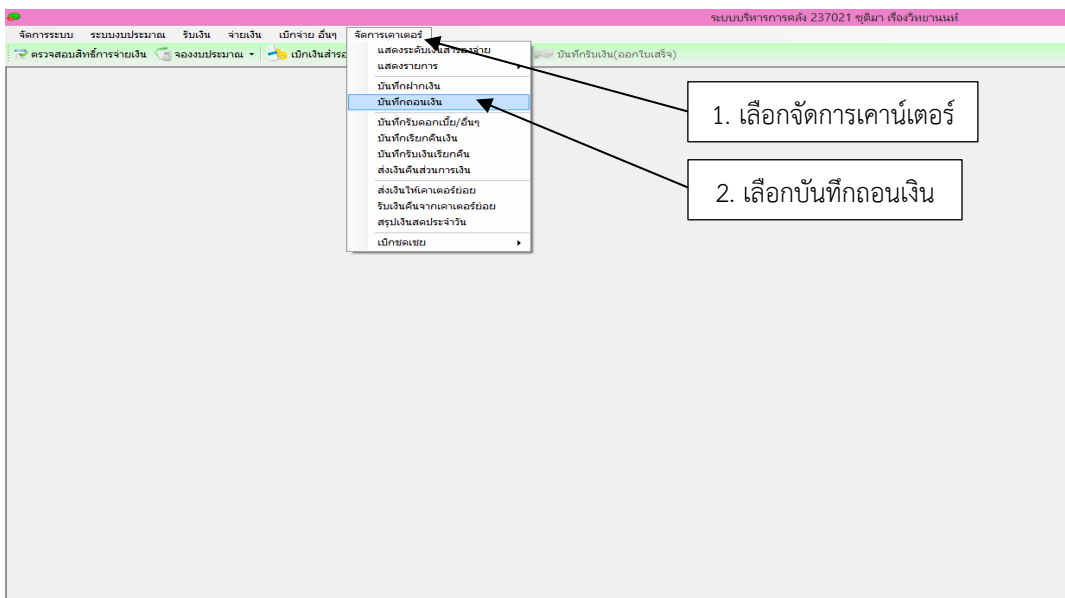 ระบบบริหารการคลัง 237021 ชุติมา เรืองวิทยานนท์
จัดการระบบ ระบบงบประมาณ รับเงิน จ่ายเงิน เบิกจ่าย อื่นๆ จัดการเคาเตอร์
ตรวจสอบสิทธิ์การจ่ายเงิน จองงบประมาณ เบิกเงินสำรอ บันทึกรับเงิน(ออกใบเสร็จ)
แสดงระดับเงินสำรองจ่าย
แสดงรายการ
บันทึกฝากเงิน
บันทึกถอนเงิน
บันทึกรับดอกเบี้ย/อื่นๆ
บันทึกเรียกคืนเงิน
บันทึกรับเงินเรียกคืน
ส่งเงินคืนส่วนการเงิน
ส่งเงินให้เคาเตอร์ย่อย
รับเงินคืนจากเคาเตอร์ย่อย
สรุปเงินสดประจำวัน
เบิกชดเชย
1. เลือกจัดการเคาน์เตอร์
2. เลือกบันทึกถอนเงิน